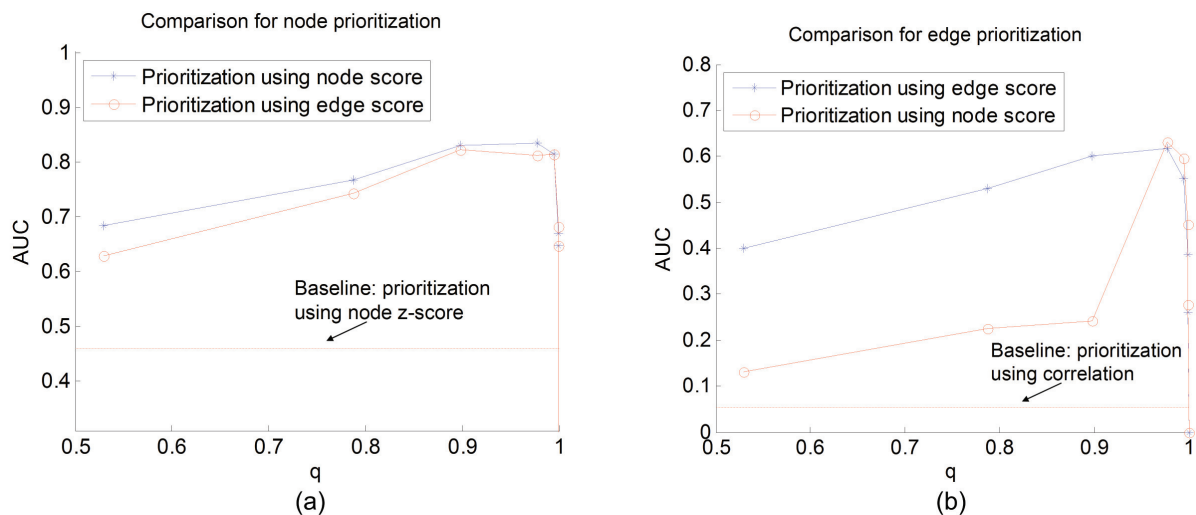 Comparison for node prioritization
1
0.9
0.8
0.7
0.6
0.5
0.4
AUC
Prioritization using node score
Prioritization using edge score
Baseline: prioritization
using node z-score
0.5
0.6
0.7
0.8
0.9
1
q
(a)
Comparison for edge prioritization
0.8
0.7
0.6
0.5
0.4
0.3
0.2
0.1
0
AUC
Prioritization using edge score
Prioritization using node score
Baseline: prioritization
using correlation
0.5
0.6
0.7
0.8
0.9
1
q
(b)